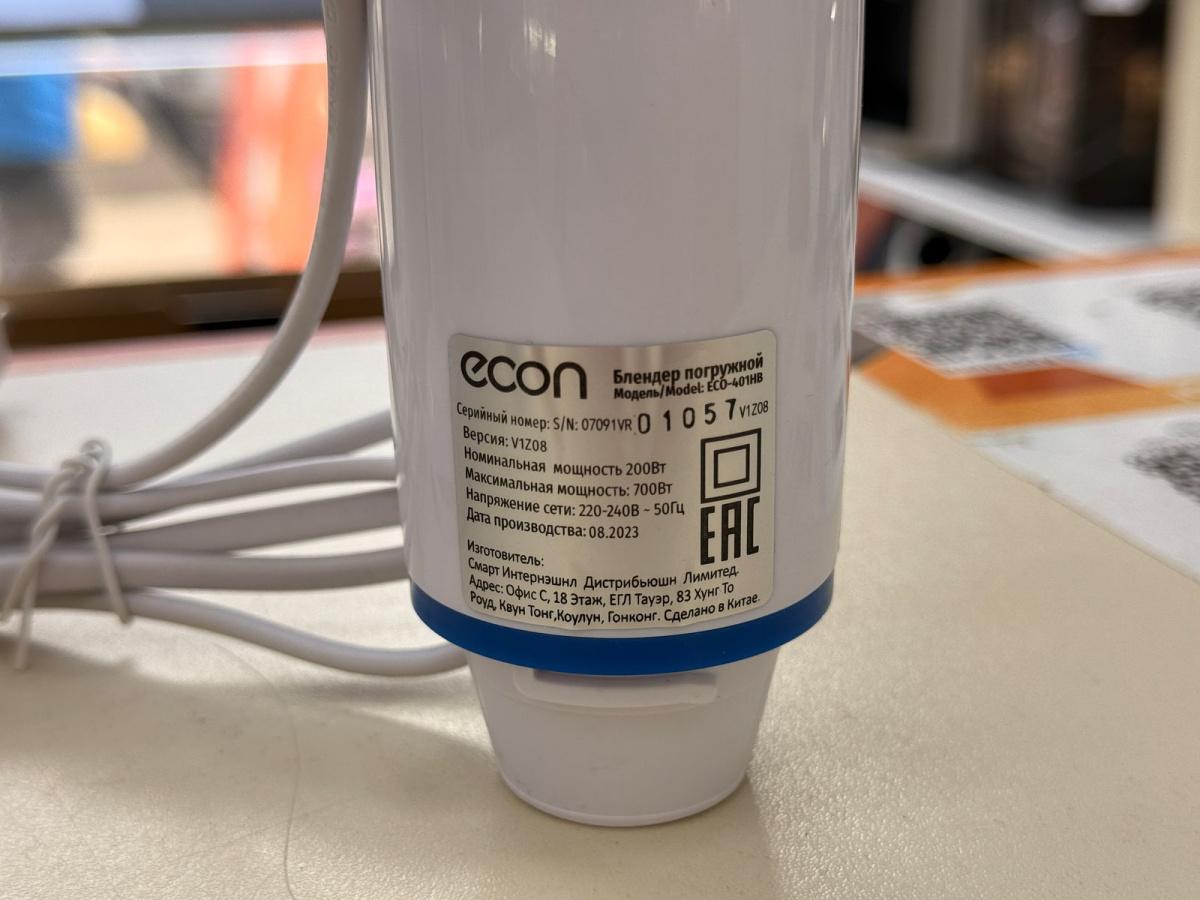 econ
Блендер погружной
Модель/Model: ECO-401HB
Серийный номер: S/N: 07091VR 01057 V1Z08
Версия: V1Z08
Номинальная мощность 200Вт
Максимальная мощность: 700Вт
Напряжение сети: 220-240В ~ 50Гц
Дата производства: 08.2023
EAC
Изготовитель:
Смарт Интернэшнл Дистрибьюшн Лимитед.
Адрес: Офис С, 18 Этаж, ЕГЛ Тауэр, 83 Хунг То
Роуд, Квун Тонг,Коулун, Гонконг. Сделано в Китае.